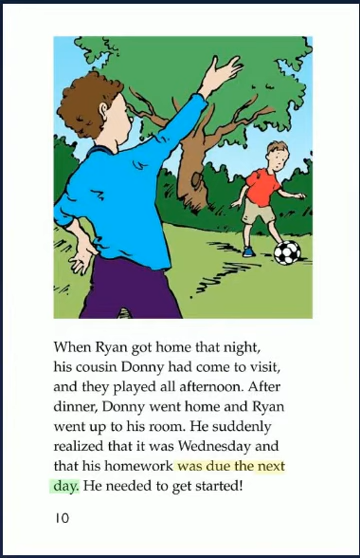 When Ryan got home that night,
his cousin Donny had come to visit,
and they played all afternoon. After
dinner, Donny went home and Ryan
went up to his room. He suddenly
realized that it was Wednesday and
that his homework was due the next
day. He needed to get started!
10